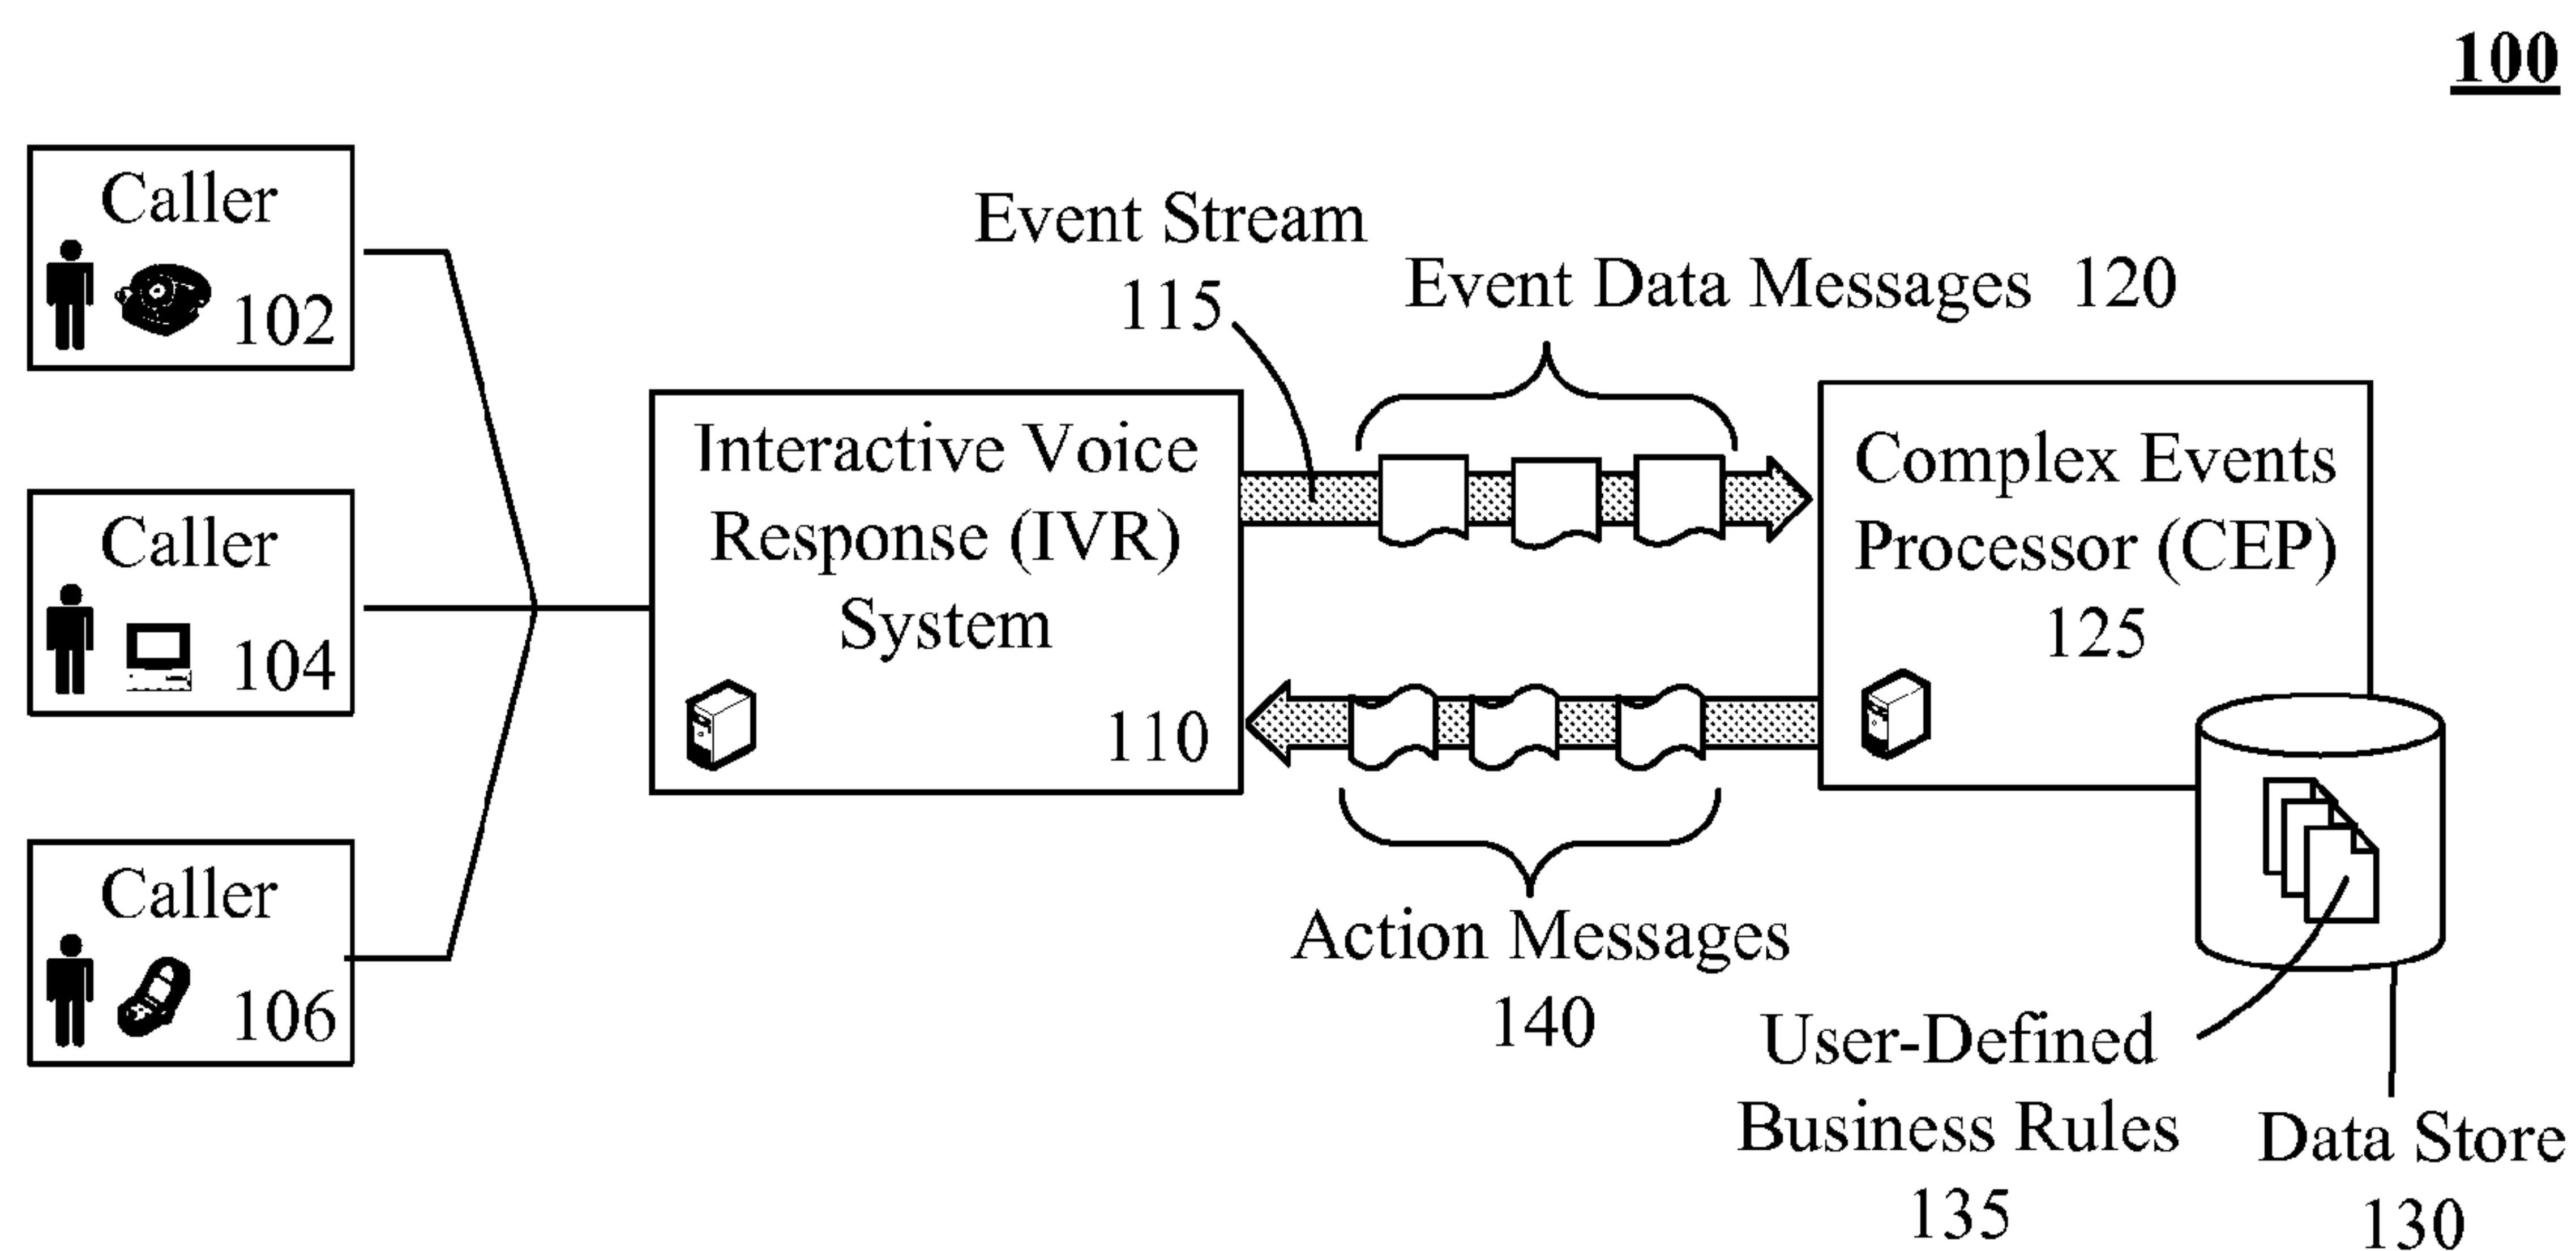 100
Caller
102
Caller
104
Caller
106
Interactive Voice
Response (IVR)
System
110
Event Stream
115
Event Data Messages 120
Complex Events
Processor (CEP)
125
Action Messages
140
User-Defined
Business Rules
135
Data Store
130